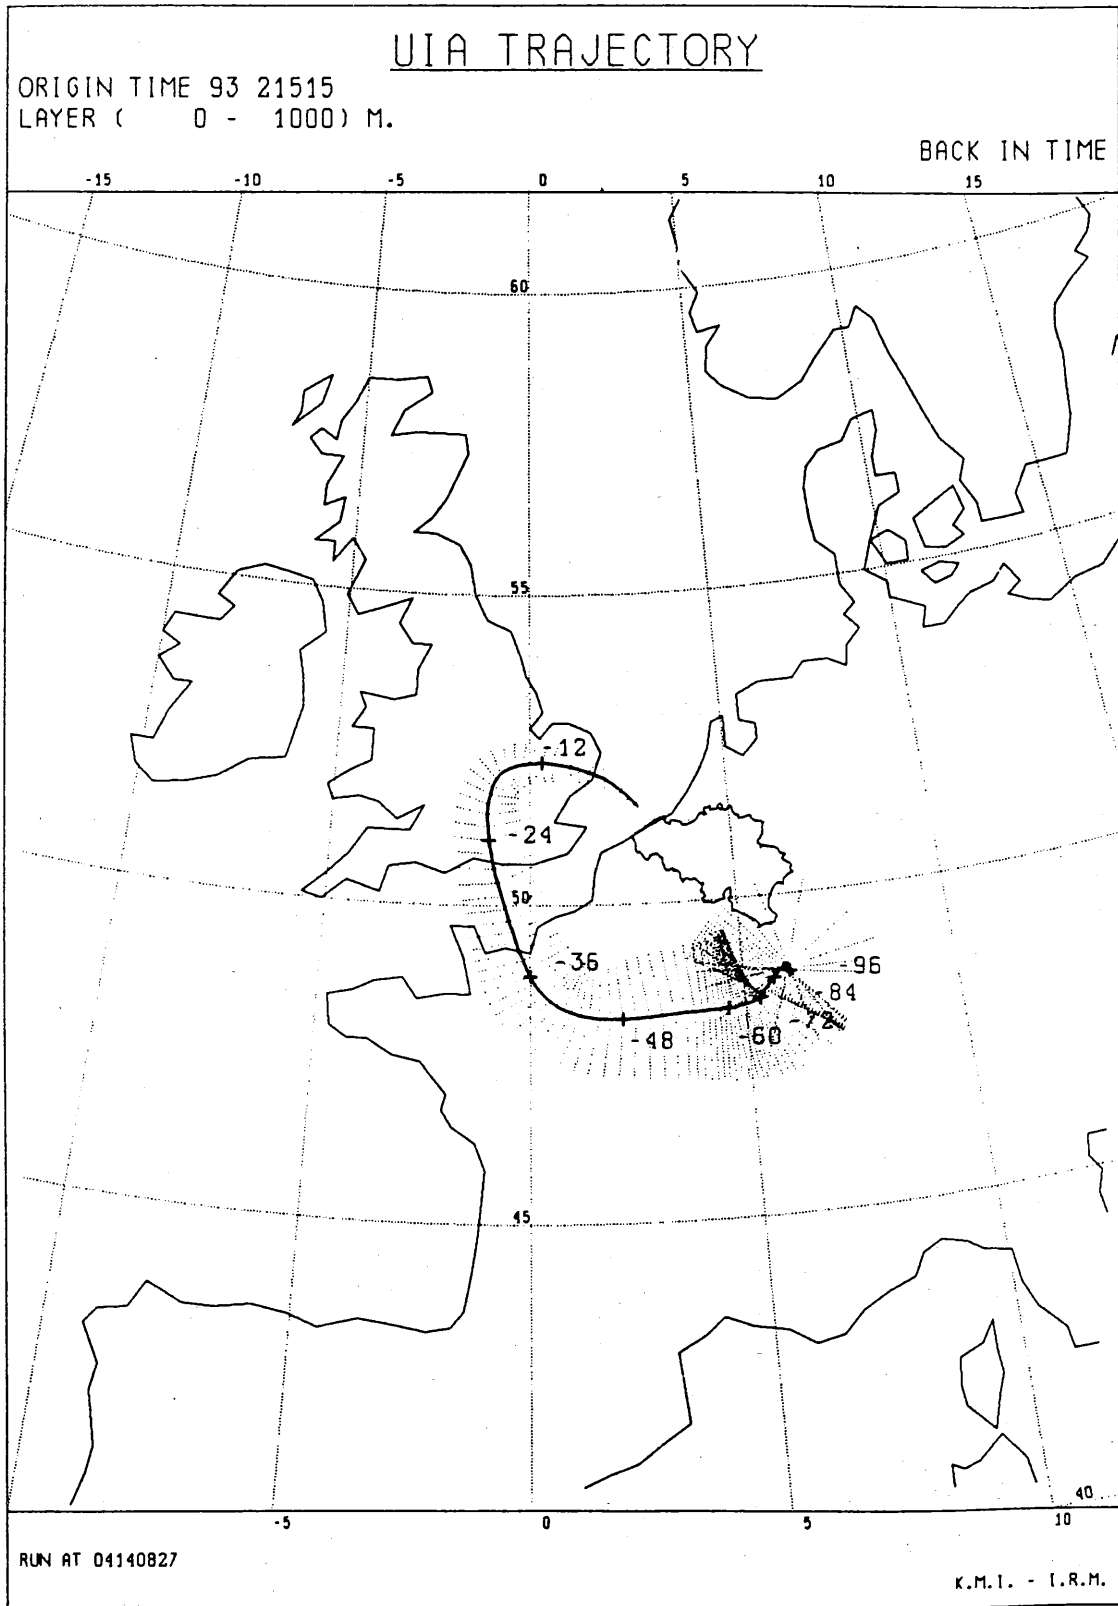 UIA TRAJECTORY
ORIGIN TIME 93 21515
LAYER ( 0 - 1000) M.
BACK IN TIME
-15 -10 -5 0 5 10 15
60
55
-12
-24
50
-36
-96
-84
-72
-60
-48
45
40
-5 0 5 10
RUN AT 04140827
K.M.I. - I.R.M.